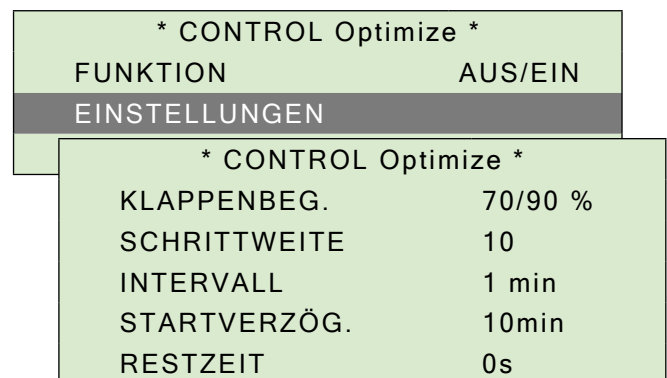 * CONTROL Optimize *
FUNKTION AUS/EIN
EINSTELLUNGEN
* CONTROL Optimize *
KLAPPENBEG. 70/90 %
SCHRITTWEITE 10
INTERVALL 1 min
STARTVERZÖG. 10min
RESTZEIT 0s